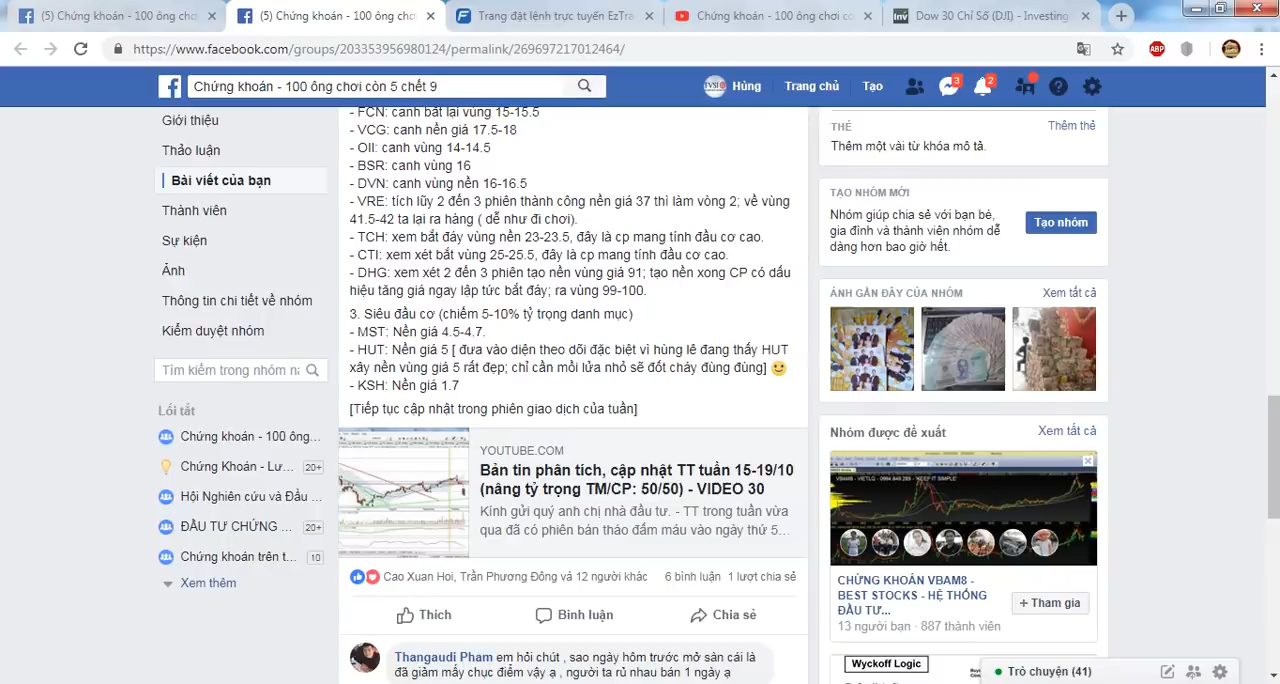 (5) Chứng khoán - 100 ông chơi
(5) Chứng khoán - 100 ông chơi
Trang đặt lệnh trực tuyến EzTra
Chứng khoán - 100 ông chơi cò
Dow 30 Chỉ Số (DJI) - Investing
https://www.facebook.com/groups/203353956980124/permalink/269697217012464/
Chứng khoán - 100 ông chơi còn 5 chết 9
Hùng
Trang chủ
Tạo
3
2
Giới thiệu
Thảo luận
Bài viết của bạn
Thành viên
Sự kiện
Ảnh
Thông tin chi tiết về nhóm
Kiểm duyệt nhóm
Tìm kiếm trong nhóm nà
Lối tắt
Chứng khoán - 100 ông...
Chứng Khoán - Lư... 20+
Hội Nghiên cứu và Đầu ...
ĐẦU TƯ CHỨNG ... 20+
Chứng khoán trên t... 10
Xem thêm
- FCN: canh bắt lại vùng 15-15.5
- VCG: canh nền giá 17.5-18
- OIl: canh vùng 14-14.5
- BSR: canh vùng 16
- DVN: canh vùng nền 16-16.5
- VRE: tích lũy 2 đến 3 phiên thành công nền giá 37 thì làm vòng 2; về vùng
41.5-42 ta lại ra hàng ( dễ như đi chơi).
- TCH: xem bắt đáy vùng nền 23-23.5, đây là cp mang tính đầu cơ cao.
- CTI: xem xét bắt vùng 25-25.5, đây là cp mang tính đầu cơ cao.
- DHG: xem xét 2 đến 3 phiên tạo nền vùng giá 91; tạo nền xong CP có dấu
hiệu tăng giá ngay lập tức bắt đáy; ra vùng 99-100.
3. Siêu đầu cơ (chiếm 5-10% tỷ trọng danh mục)
- MST: Nền giá 4.5-4.7.
- HUT: Nền giá 5 [ đưa vào diện theo dõi đặc biệt vì hùng lê đang thấy HUT
xây nền vùng giá 5 rất đẹp; chỉ cần mồi lửa nhỏ sẽ đốt cháy đùng đùng]
- KSH: Nền giá 1.7
[Tiếp tục cập nhật trong phiên giao dịch của tuần]
YOUTUBE.COM
Bản tin phân tích, cập nhật TT tuần 15-19/10
(nâng tỷ trọng TM/CP: 50/50) - VIDEO 30
Kính gửi quý anh chị nhà đầu tư. - TT trong tuần vừa
qua đã có phiên bán tháo đẫm máu vào ngày thứ 5...
Cao Xuan Hoi, Trần Phương Đông và 12 người khác
6 bình luận 1 lượt chia sẻ
Thích
Bình luận
Chia sẻ
Thangaudi Pham em hỏi chút , sao ngày hôm trước mở sàn cái là
đã giảm mấy chục điểm vậy ạ , người ta rủ nhau bán 1 ngày ạ
THẺ
Thêm thẻ
Thêm một vài từ khóa mô tả.
TẠO NHÓM MỚI
Nhóm giúp chia sẻ với bạn bè,
gia đình và thành viên nhóm dễ
dàng hơn bao giờ hết.
Tạo nhóm
ẢNH GẦN ĐÂY CỦA NHÓM
Xem tất cả
Nhóm được đề xuất
Xem tất cả
CHỨNG KHOÁN VBAM8 -
BEST STOCKS - HỆ THỐNG
ĐẦU TƯ...
+ Tham gia
13 người bạn · 887 thành viên
Wyckoff Logic
Trò chuyện (41)